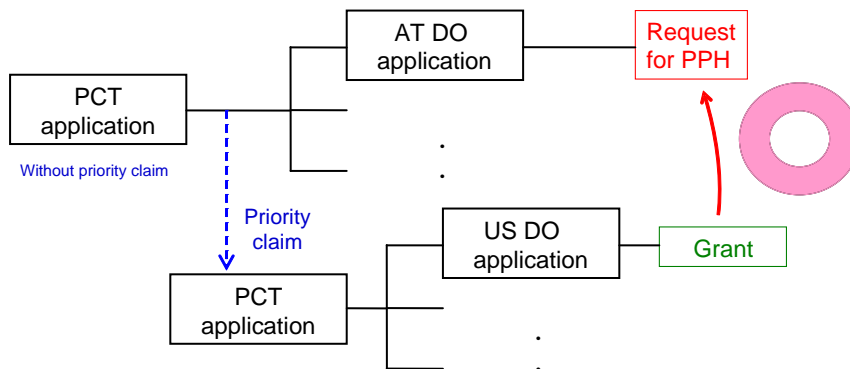 AT DO
application
Request
for PPH
PCT
application
Without priority claim
Priority
claim
US DO
application
Grant
PCT
application